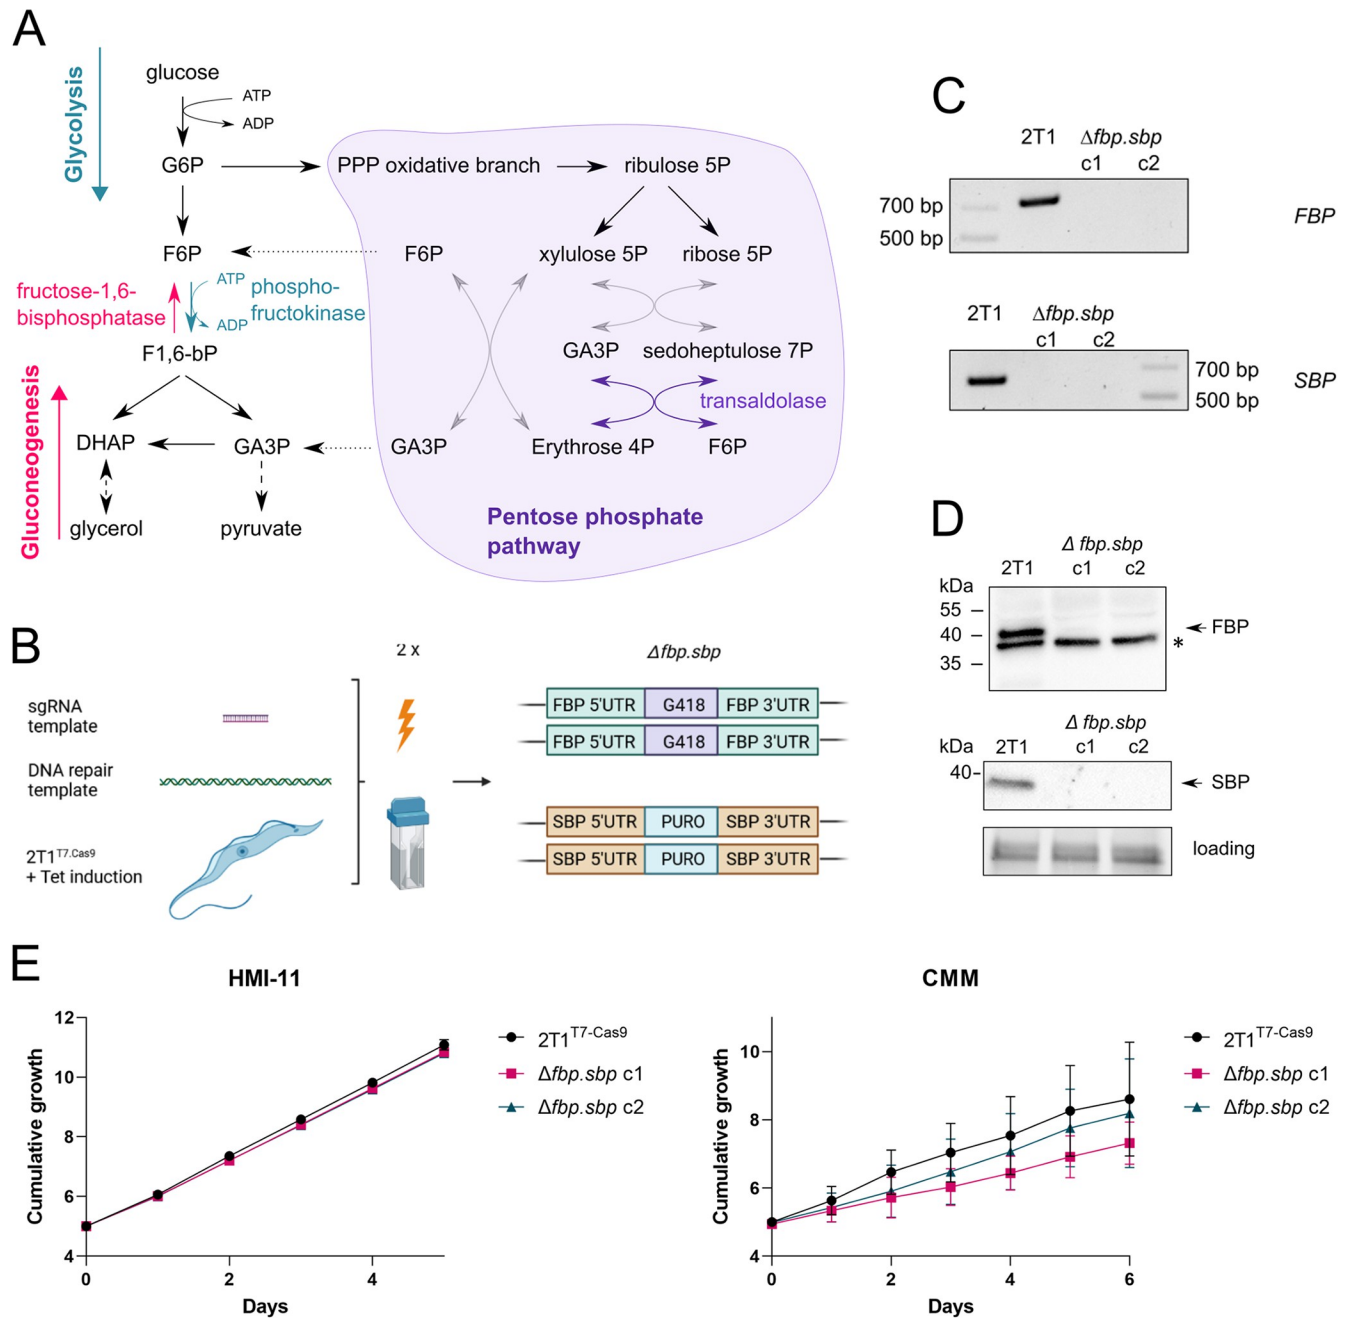 A
Glycolysis
glucose
ATP
ADP
G6P
PPP oxidative branch
ribulose 5P
F6P
F6P
xylulose 5P
ribose 5P
fructose-1,6-
bisphosphatase
ATP
ADP
phospho-
fructokinase
F1,6-bP
GA3P
sedoheptulose 7P
transaldolase
Gluconeogenesis
DHAP
GA3P
GA3P
Erythrose 4P
F6P
glycerol
pyruvate
Pentose phosphate
pathway
B
sgRNA
template
DNA repair
template
2T1T7.Cas9
+ Tet induction
2 x
Δfbp.sbp
FBP 5'UTR G418 FBP 3'UTR
FBP 5'UTR G418 FBP 3'UTR
SBP 5'UTR PURO SBP 3'UTR
SBP 5'UTR PURO SBP 3'UTR
C
2T1 Δfbp.sbp
c1 c2
700 bp
500 bp
FBP
2T1 Δfbp.sbp
c1 c2
700 bp
500 bp
SBP
D
Δ fbp.sbp
2T1 c1 c2
kDa
55
40
35
FBP
*
Δ fbp.sbp
kDa 2T1 c1 c2
40
SBP
loading
E
HMI-11
Cumulative growth
12
10
8
6
4
0 2 4
Days
2T1T7-Cas9
Δfbp.sbp c1
Δfbp.sbp c2
CMM
Cumulative growth
10
8
6
4
0 2 4 6
Days
2T1T7-Cas9
Δfbp.sbp c1
Δfbp.sbp c2